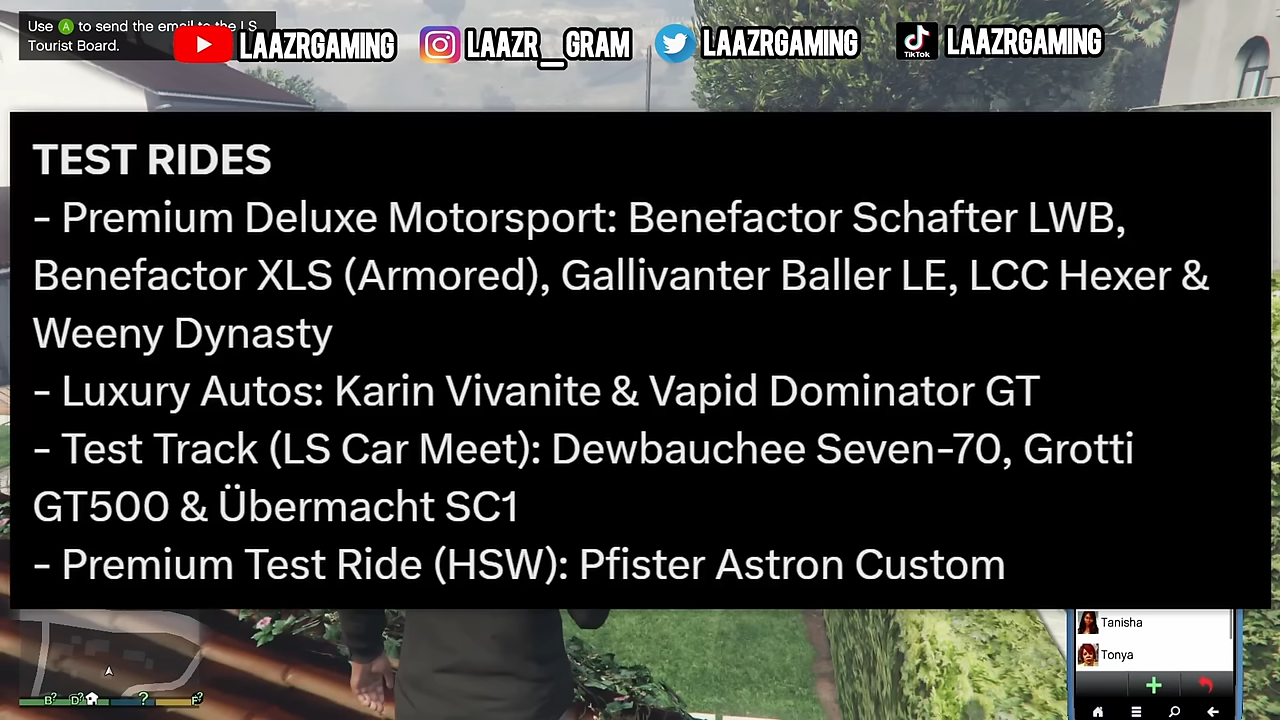 Use A to send the email to the LS
Tourist Board.
LAAZRGAMING
LAAZR_GRAM
LAAZRGAMING
TikTok
LAAZRGAMING
TEST RIDES
- Premium Deluxe Motorsport: Benefactor Schafter LWB,
Benefactor XLS (Armored), Gallivanter Baller LE, LCC Hexer &
Weeny Dynasty
- Luxury Autos: Karin Vivanite & Vapid Dominator GT
- Test Track (LS Car Meet): Dewbauchee Seven-70, Grotti
GT500 & Übermacht SC1
- Premium Test Ride (HSW): Pfister Astron Custom
Tanisha
Tonya
B?
D?
?
F?